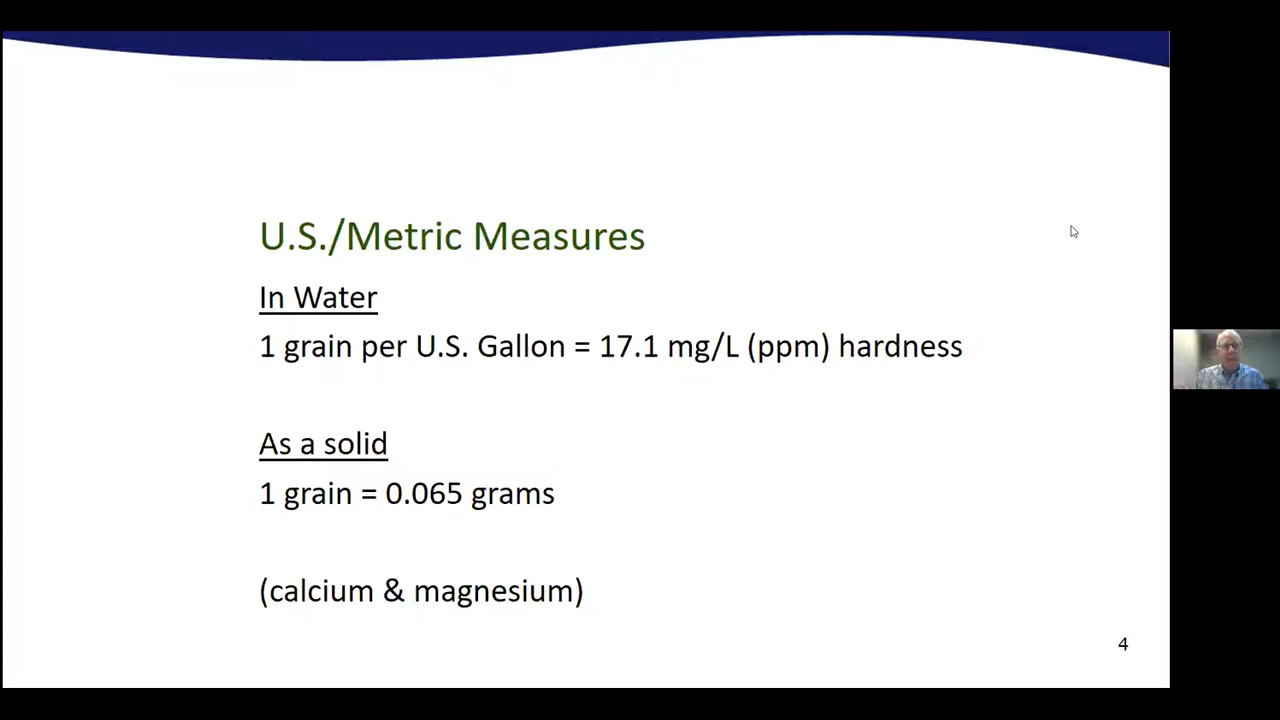 U.S./Metric Measures
In Water
1 grain per U.S. Gallon = 17.1 mg/L (ppm) hardness
As a solid
1 grain = 0.065 grams
(calcium & magnesium)
4